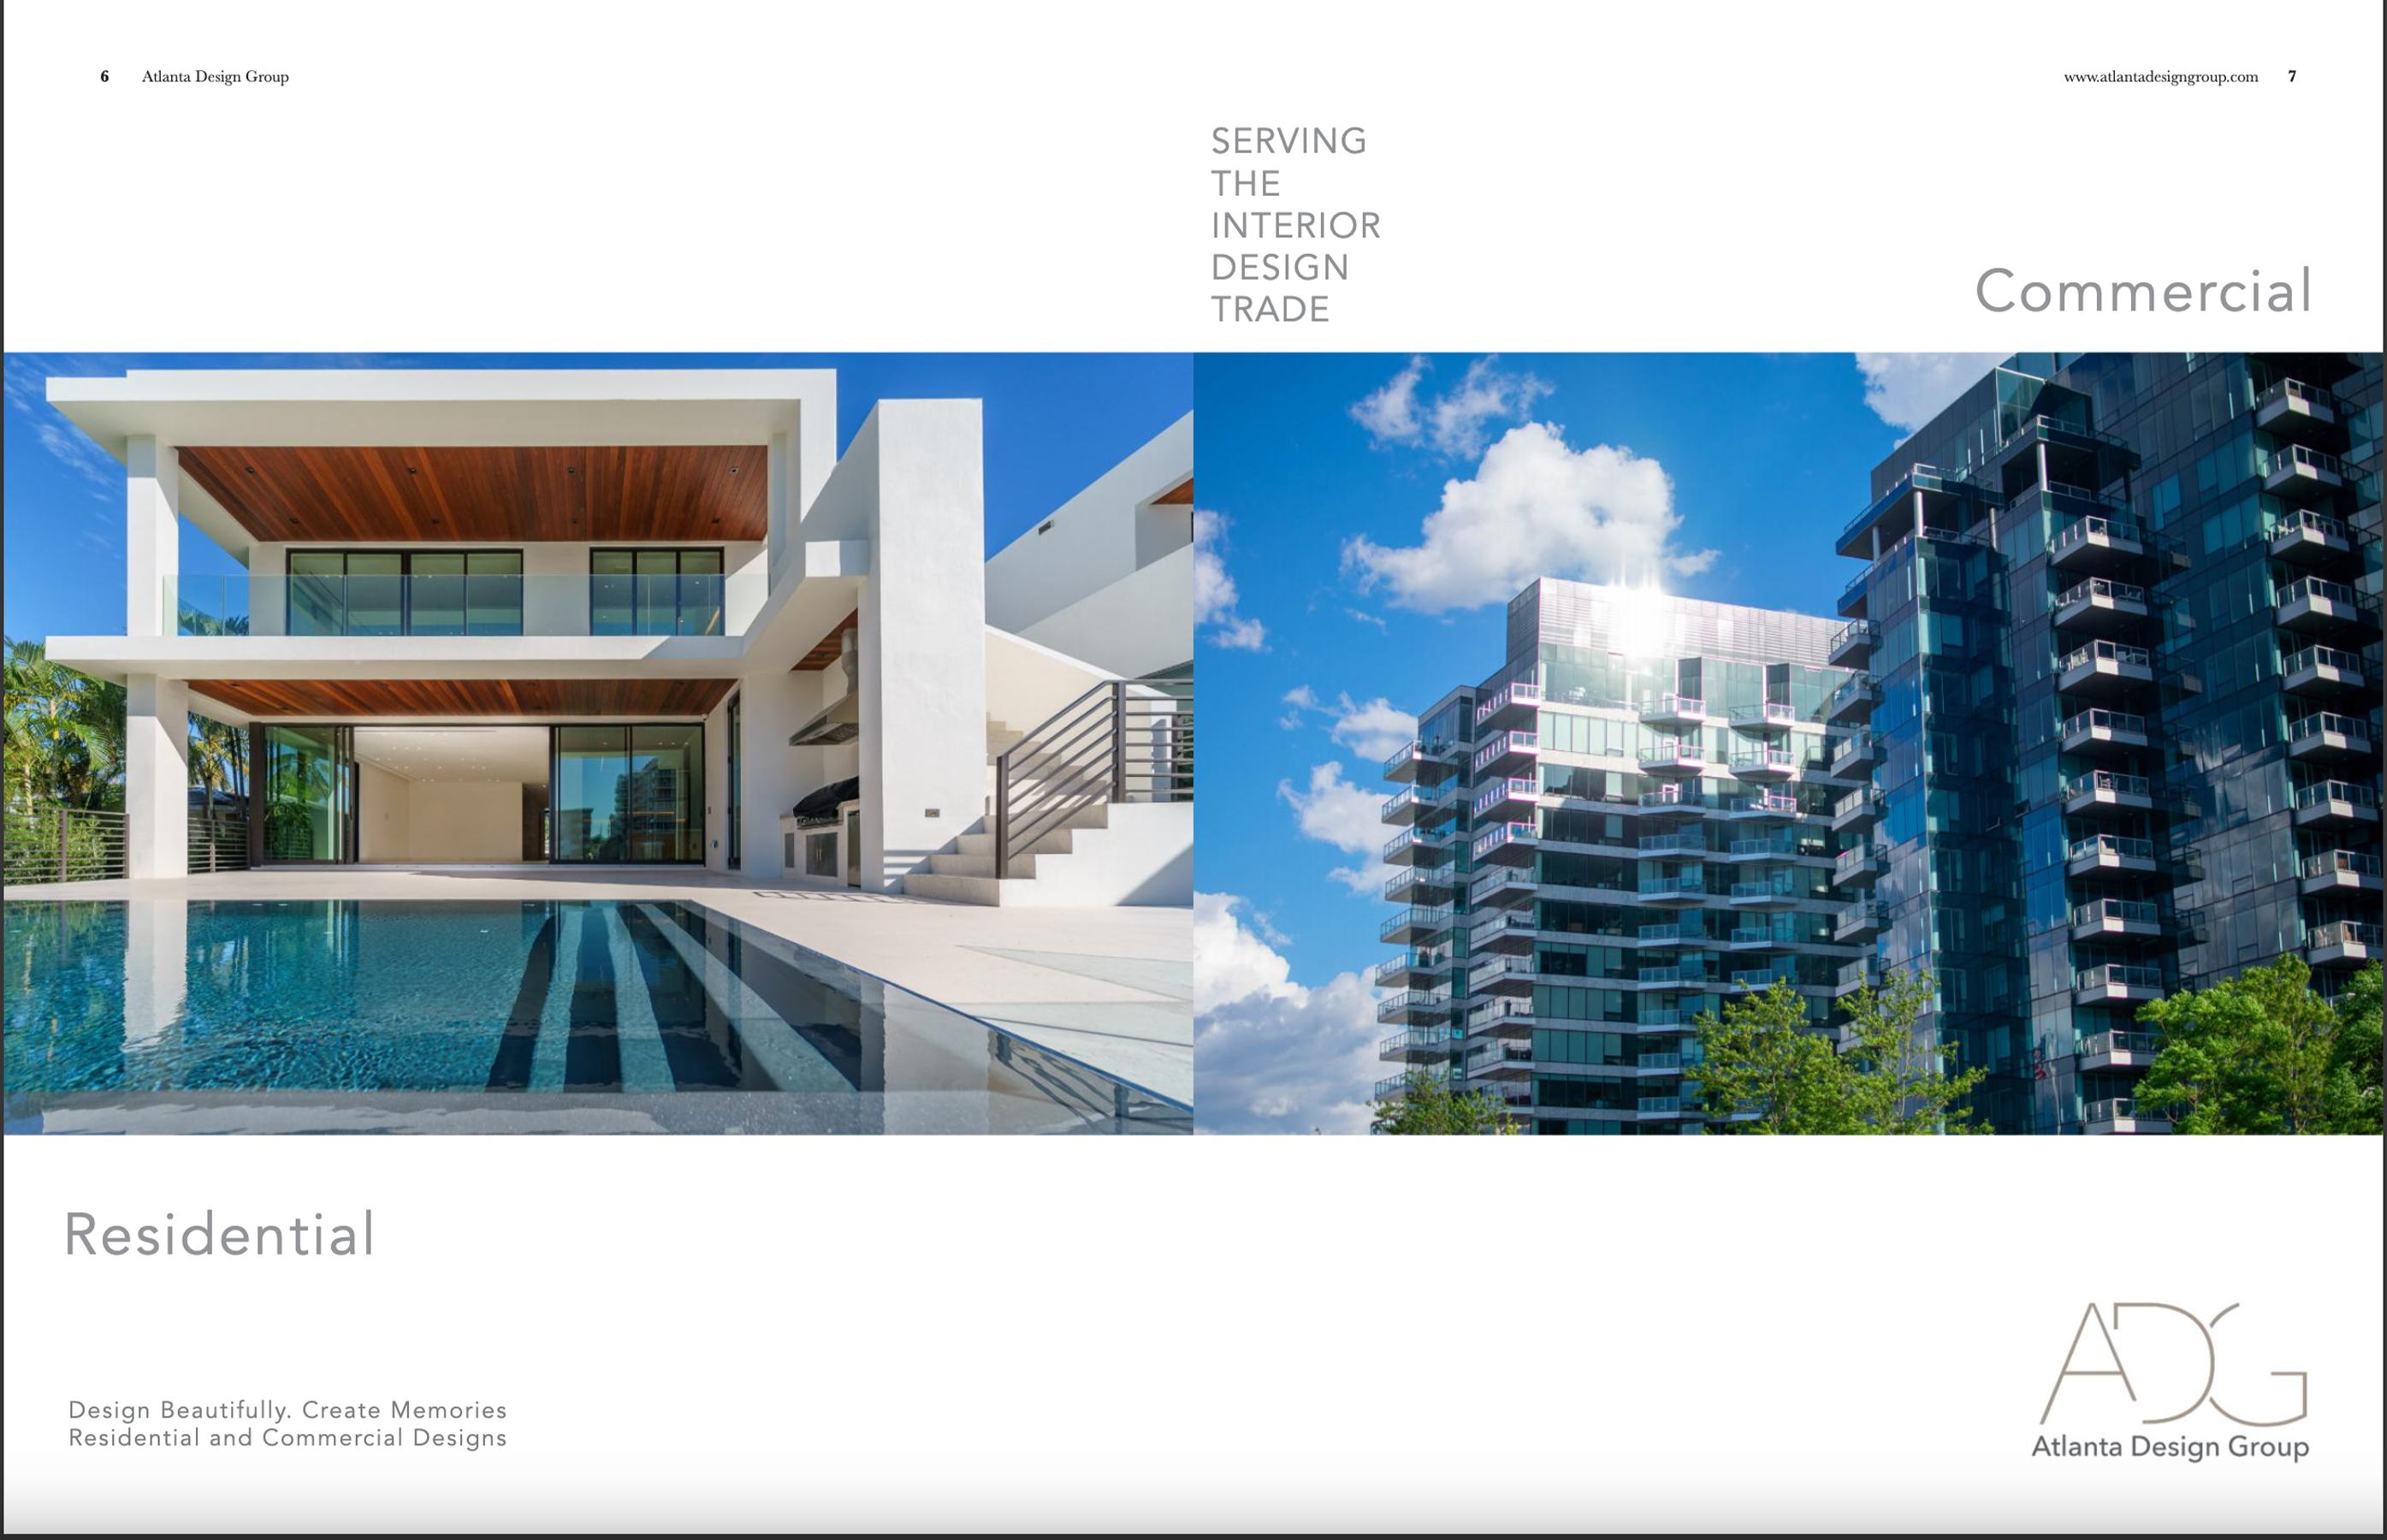 6 Atlanta Design Group
www.atlantadesigngroup.com 7
SERVING
THE
INTERIOR
DESIGN
TRADE
Commercial
Residential
Design Beautifully. Create Memories
Residential and Commercial Designs
ADG
Atlanta Design Group